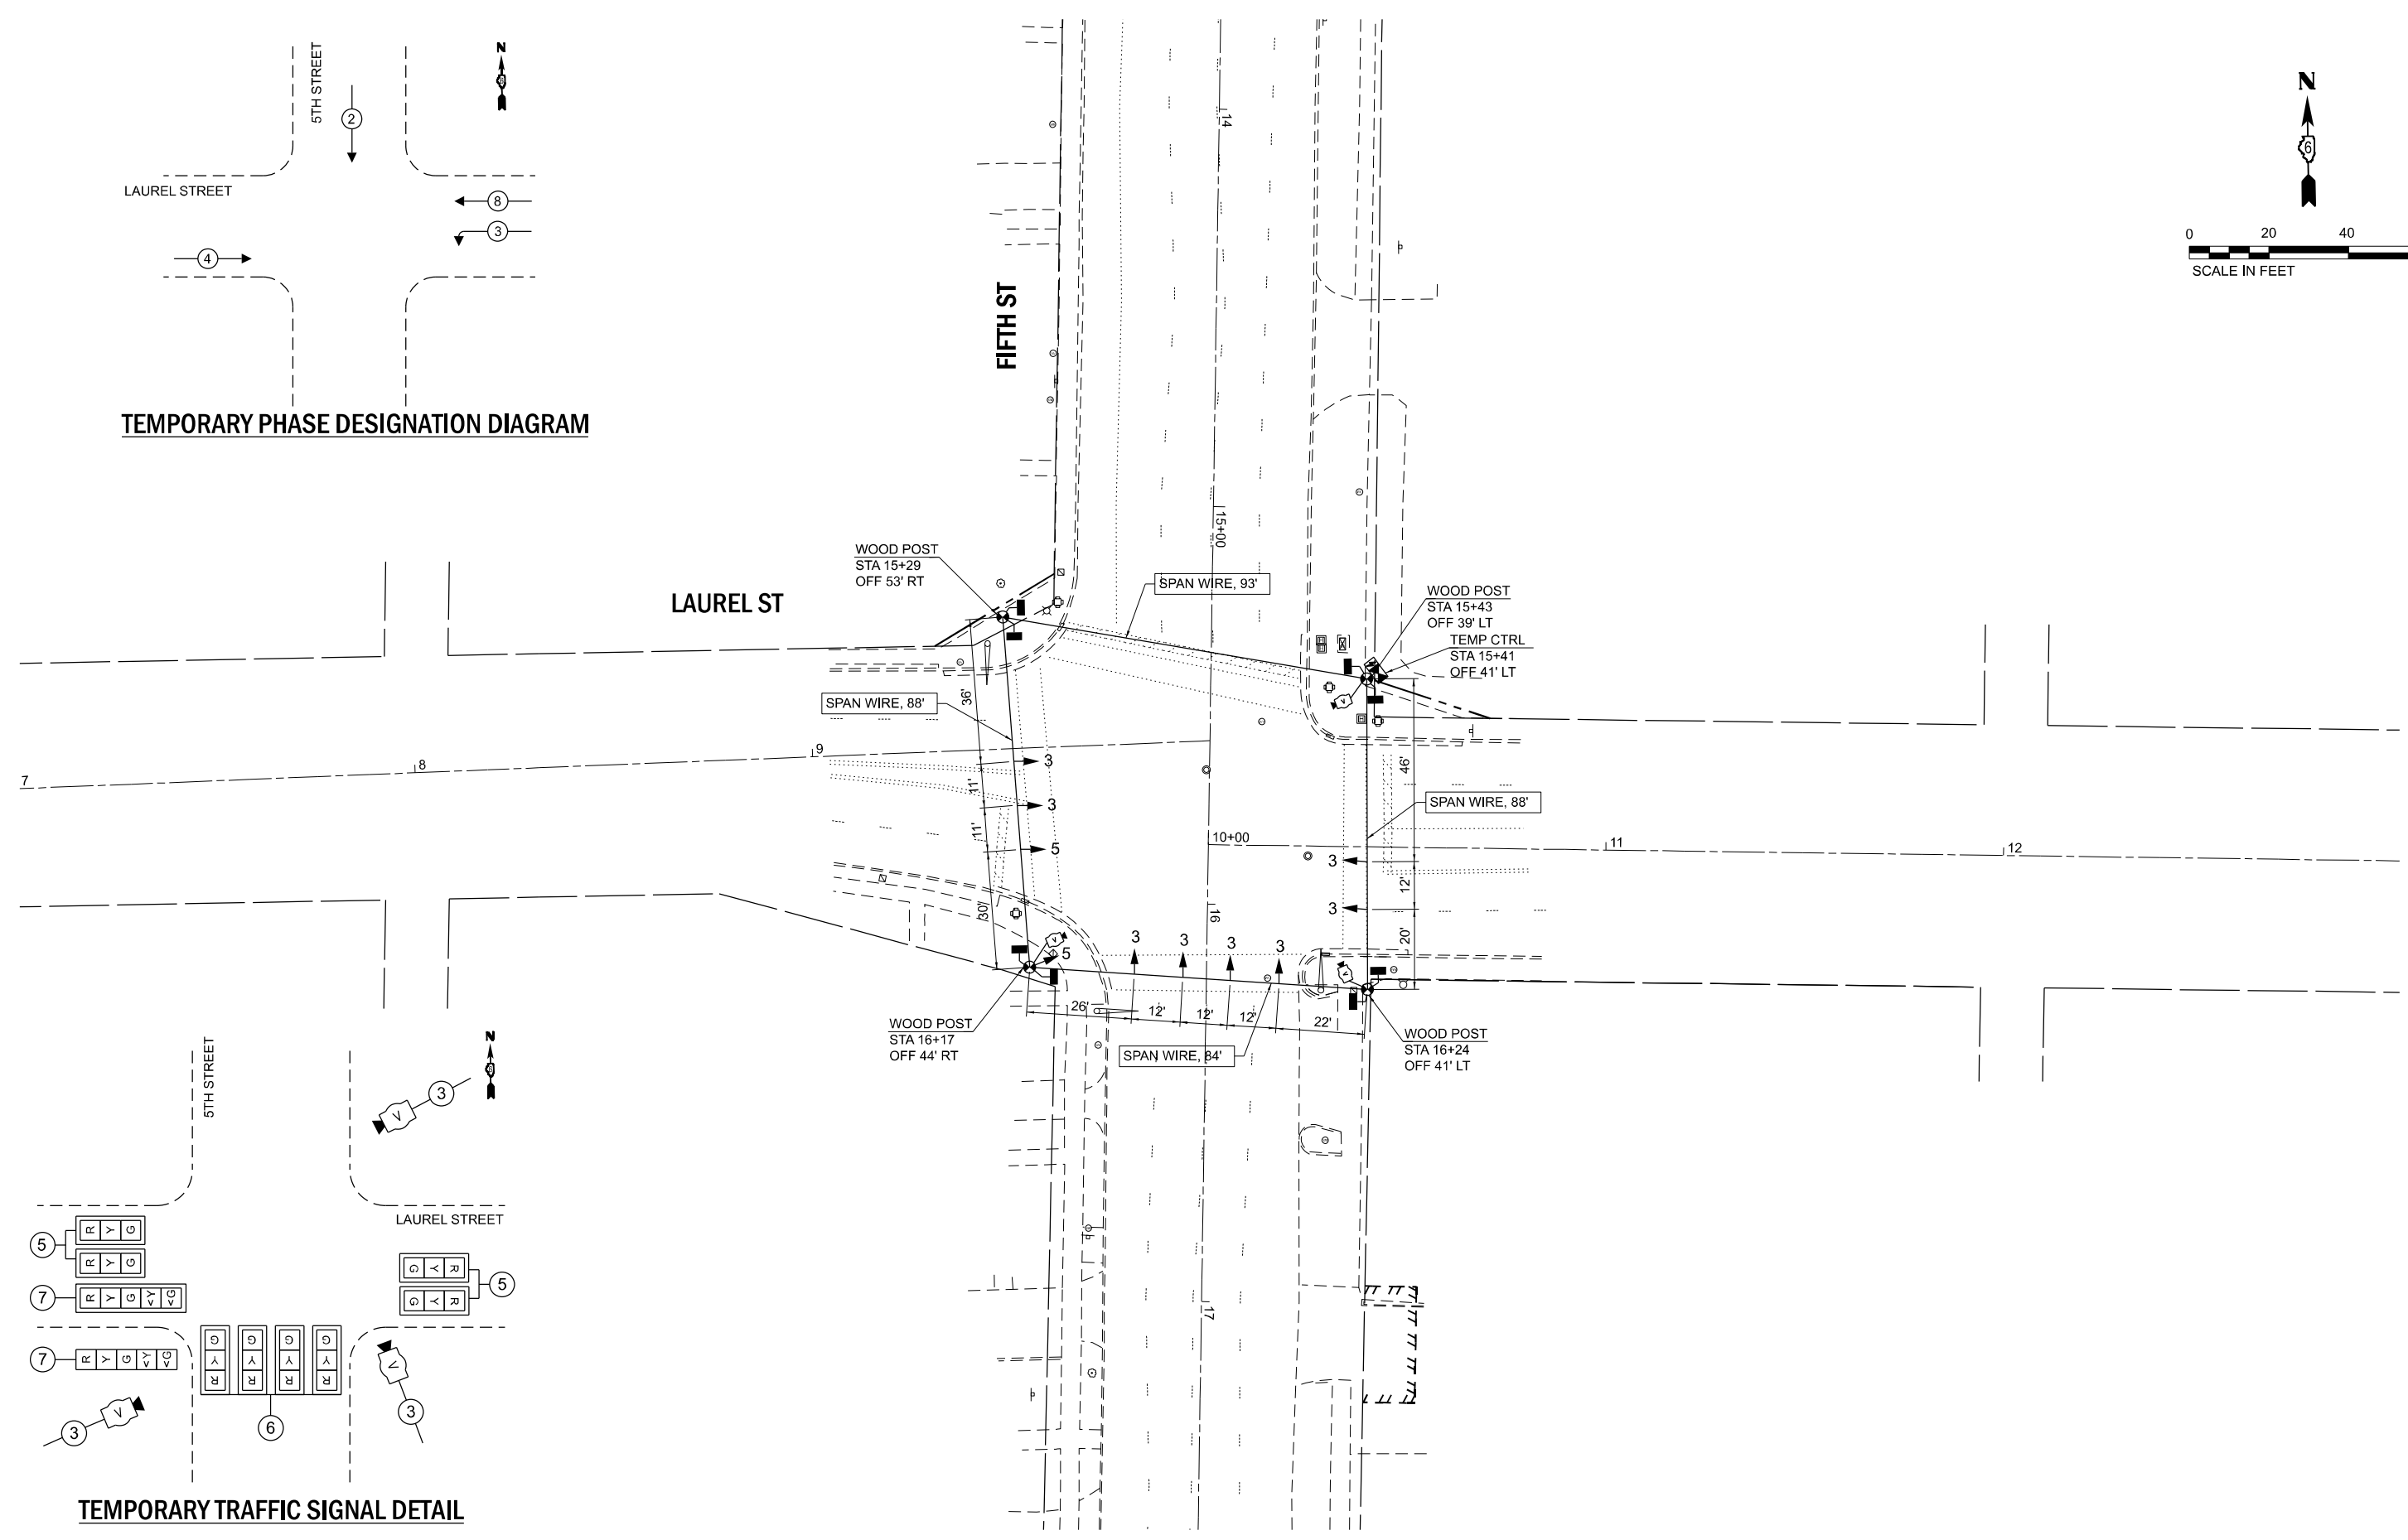 N
5TH STREET
2
LAUREL STREET
8
3
4
TEMPORARY PHASE DESIGNATION DIAGRAM
N
6
0 20 40
SCALE IN FEET
14
FIFTH ST
15+00
WOOD POST
STA 15+29
OFF 53' RT
SPAN WIRE, 93'
LAUREL ST
WOOD POST
STA 15+43
OFF 39' LT
TEMP CTRL
STA 15+41
OFF 41' LT
V
36'
SPAN WIRE, 88'
7
8
9
3
11'
3
11'
5
30'
46'
SPAN WIRE, 88'
10+00
11
12
3
12'
3
20'
16
V
5
3 3 3 3
V
26' 12' 12' 12' 22'
WOOD POST
STA 16+17
OFF 44' RT
SPAN WIRE, 84'
WOOD POST
STA 16+24
OFF 41' LT
17
N
5TH STREET
3
V
LAUREL STREET
5
R Y G
R Y G
7
R Y G <Y <G
7
R Y G <Y <G
G Y R
G Y R
5
G Y R
G Y R
G Y R
G Y R
6
V
3
V
3
TEMPORARY TRAFFIC SIGNAL DETAIL